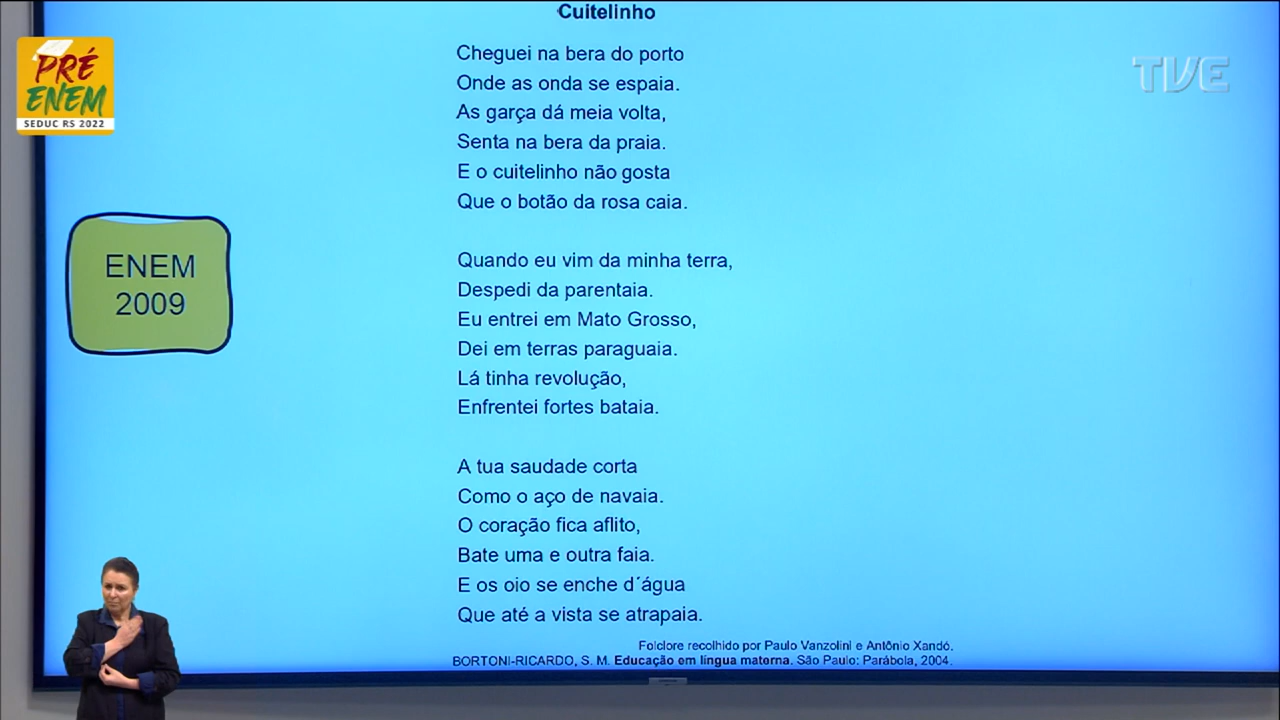 Cuitelinho
PRÉ
ENEM
SEDUC RS 2022
TVE
Cheguei na bera do porto
Onde as onda se espaia.
As garça dá meia volta,
Senta na bera da praia.
E o cuitelinho não gosta
Que o botão da rosa caia.
ENEM
2009
Quando eu vim da minha terra,
Despedi da parentaia.
Eu entrei em Mato Grosso,
Dei em terras paraguaia.
Lá tinha revolução,
Enfrentei fortes bataia.
A tua saudade corta
Como o aço de navaia.
O coração fica aflito,
Bate uma e outra faia.
E os oio se enche d´água
Que até a vista se atrapaia.
Folclore recolhido por Paulo Vanzolini e Antônio Xandó.
BORTONI-RICARDO, S. M. Educação em língua materna. São Paulo: Parábola, 2004.